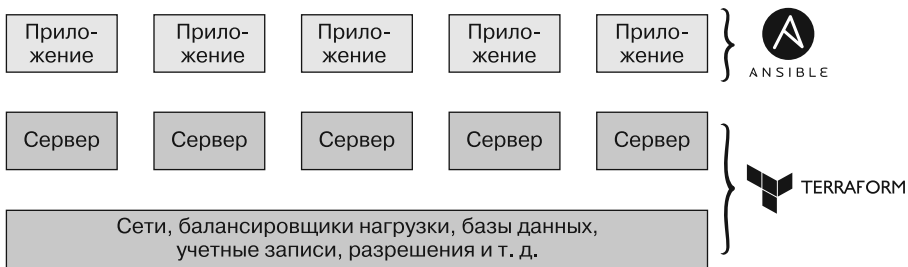 Прило-
жение
Прило-
жение
Прило-
жение
Прило-
жение
Прило-
жение
ANSIBLE
Сервер
Сервер
Сервер
Сервер
Сервер
TERRAFORM
Сети, балансировщики нагрузки, базы данных,
учетные записи, разрешения и т. д.